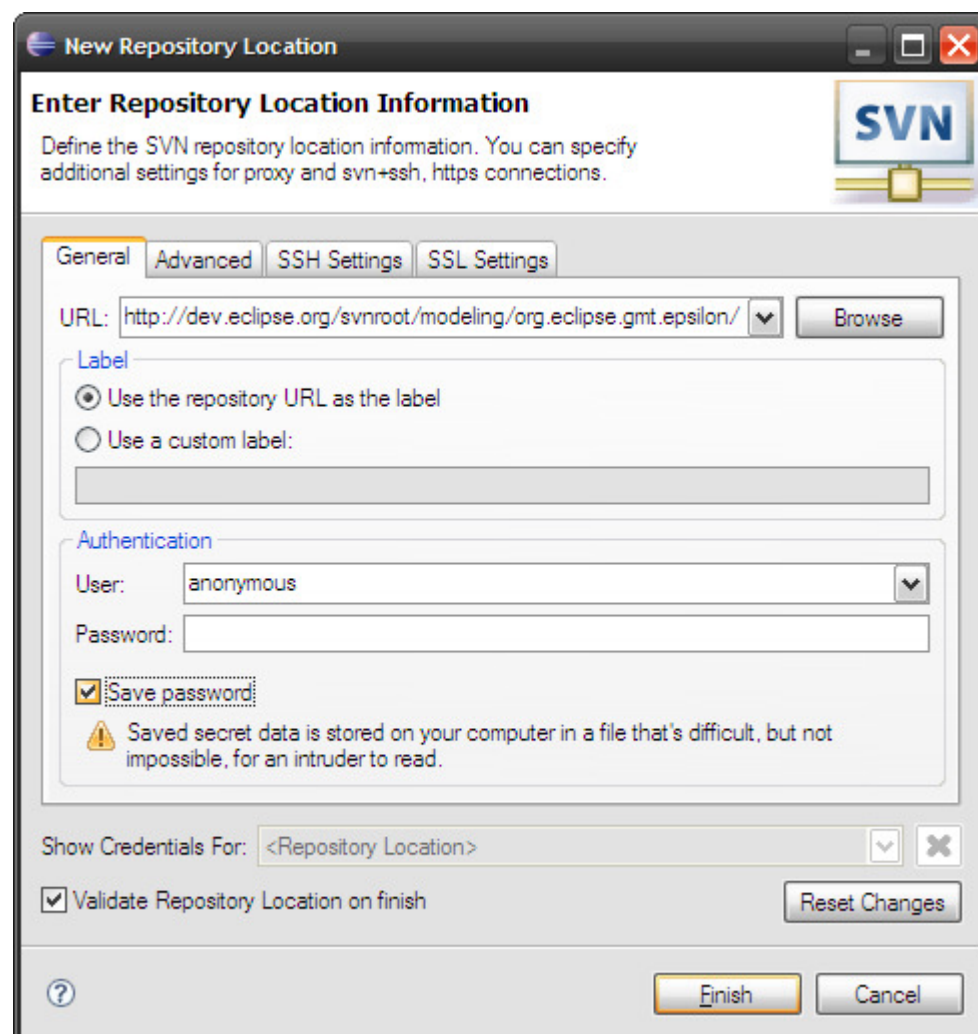 New Repository Location
Enter Repository Location Information
Define the SVN repository location information. You can specify
additional settings for proxy and svn+ssh, https connections.
SVN
General Advanced SSH Settings SSL Settings
URL: http://dev.eclipse.org/svnroot/modeling/org.eclipse.gmt.epsilon/ Browse
Label
Use the repository URL as the label
Use a custom label:
Authentication
User: anonymous
Password:
Save password
Saved secret data is stored on your computer in a file that's difficult, but not
impossible, for an intruder to read.
Show Credentials For: <Repository Location>
Validate Repository Location on finish Reset Changes
? Finish Cancel